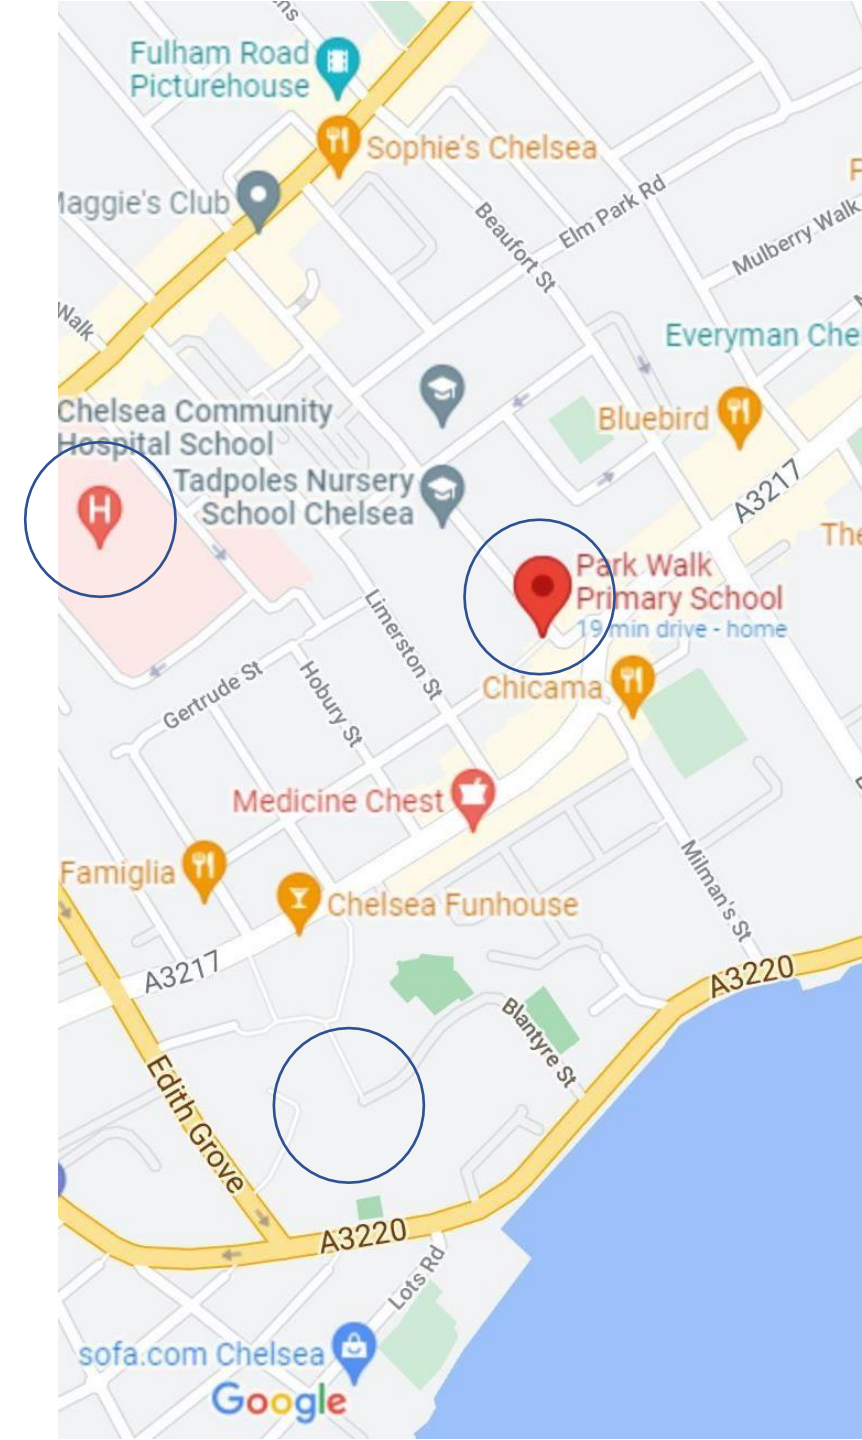 Fulham Road
Picturehouse
Sophie's Chelsea
Maggie's Club
Elm Park Rd
Beaufort St
Mulberry Walk
Walk
Everyman Che
Chelsea Community
Hospital School
Bluebird
H
Tadpoles Nursery
School Chelsea
A3217
The
Park Walk
Primary School
19 min drive - home
Limerston St
Gertrude St
Hobury St
Chicama
Medicine Chest
Milman's St
Famiglia
Chelsea Funhouse
A3217
A3220
Blantyre St
Edith Grove
A3220
Lots Rd
sofa.com Chelsea
Google